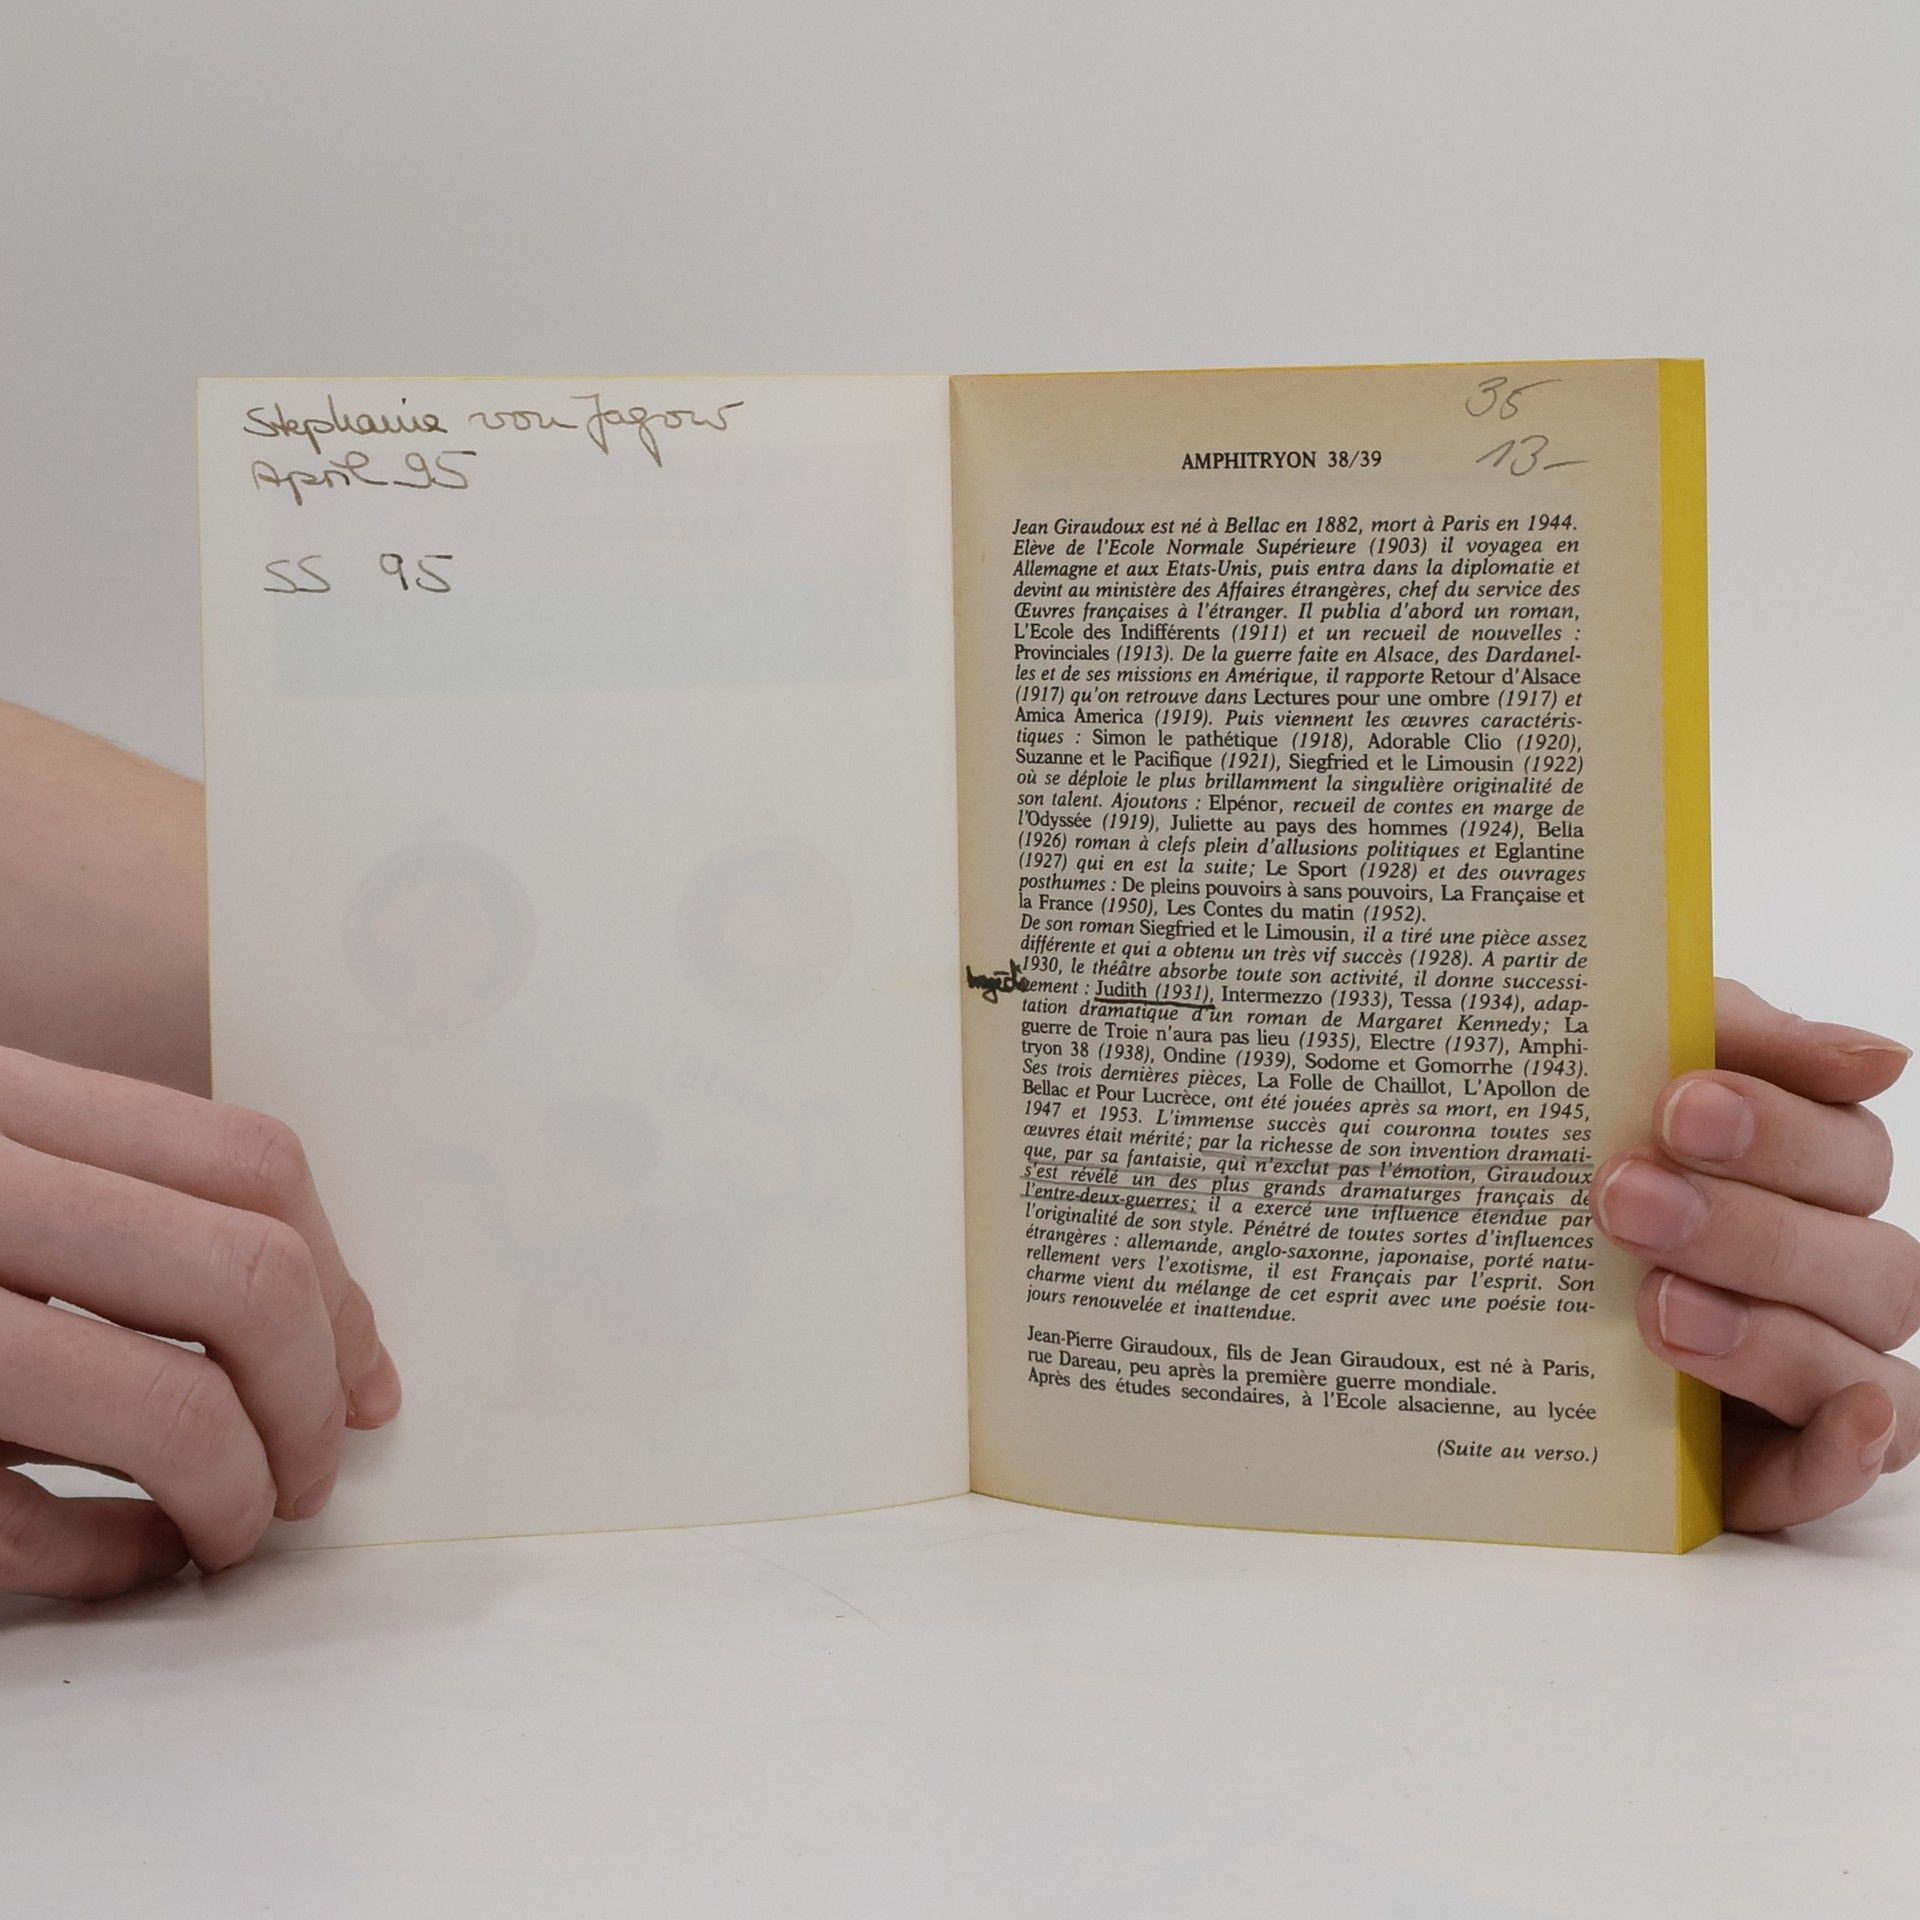 Stephanie von Jagow
April 95
SS 95
35
13-
AMPHITRYON 38/39
Jean Giraudoux est né à Bellac en 1882, mort à Paris en 1944.
Elève de l'Ecole Normale Supérieure (1903) il voyagea en
Allemagne et aux Etats-Unis, puis entra dans la diplomatie et
devint au ministère des Affaires étrangères, chef du service des
Œuvres françaises à l'étranger. Il publia d'abord un roman,
L'Ecole des Indifférents (1911) et un recueil de nouvelles :
Provinciales (1913). De la guerre faite en Alsace, des Dardanel-
les et de ses missions en Amérique, il rapporte Retour d'Alsace
(1917) qu'on retrouve dans Lectures pour une ombre (1917) et
Amica America (1919). Puis viennent les œuvres caractéris-
tiques : Simon le pathétique (1918), Adorable Clio (1920),
Suzanne et le Pacifique (1921), Siegfried et le Limousin (1922)
où se déploie le plus brillamment la singulière originalité de
son talent. Ajoutons : Elpénor, recueil de contes en marge de
l'Odyssée (1919), Juliette au pays des hommes (1924), Bella
(1926) roman à clefs plein d'allusions politiques et Eglantine
(1927) qui en est la suite; Le Sport (1928) et des ouvrages
posthumes : De pleins pouvoirs à sans pouvoirs, La Française et
la France (1950), Les Contes du matin (1952).
De son roman Siegfried et le Limousin, il a tiré une pièce assez
différente et qui a obtenu un très vif succès (1928). A partir de
1930, le théâtre absorbe toute son activité, il donne successi-
vement : Judith (1931), Intermezzo (1933), Tessa (1934), adap-
tation dramatique d'un roman de Margaret Kennedy; La
guerre de Troie n'aura pas lieu (1935), Electre (1937), Amphi-
tryon 38 (1938), Ondine (1939), Sodome et Gomorrhe (1943).
Ses trois dernières pièces, La Folle de Chaillot, L'Apollon de
Bellac et Pour Lucrèce, ont été jouées après sa mort, en 1945,
1947 et 1953. L'immense succès qui couronna toutes ses
œuvres était mérité; par la richesse de son invention dramati-
que, par sa fantaisie, qui n'exclut pas l'émotion, Giraudoux
s'est révélé un des plus grands dramaturges français de
l'entre-deux-guerres; il a exercé une influence étendue par
l'originalité de son style. Pénétré de toutes sortes d'influences
étrangères : allemande, anglo-saxonne, japonaise, porté natu-
rellement vers l'exotisme, il est Français par l'esprit. Son
charme vient du mélange de cet esprit avec une poésie tou-
jours renouvelée et inattendue.
Jean-Pierre Giraudoux, fils de Jean Giraudoux, est né à Paris,
rue Dareau, peu après la première guerre mondiale.
Après des études secondaires, à l'Ecole alsacienne, au lycée
(Suite au verso.)